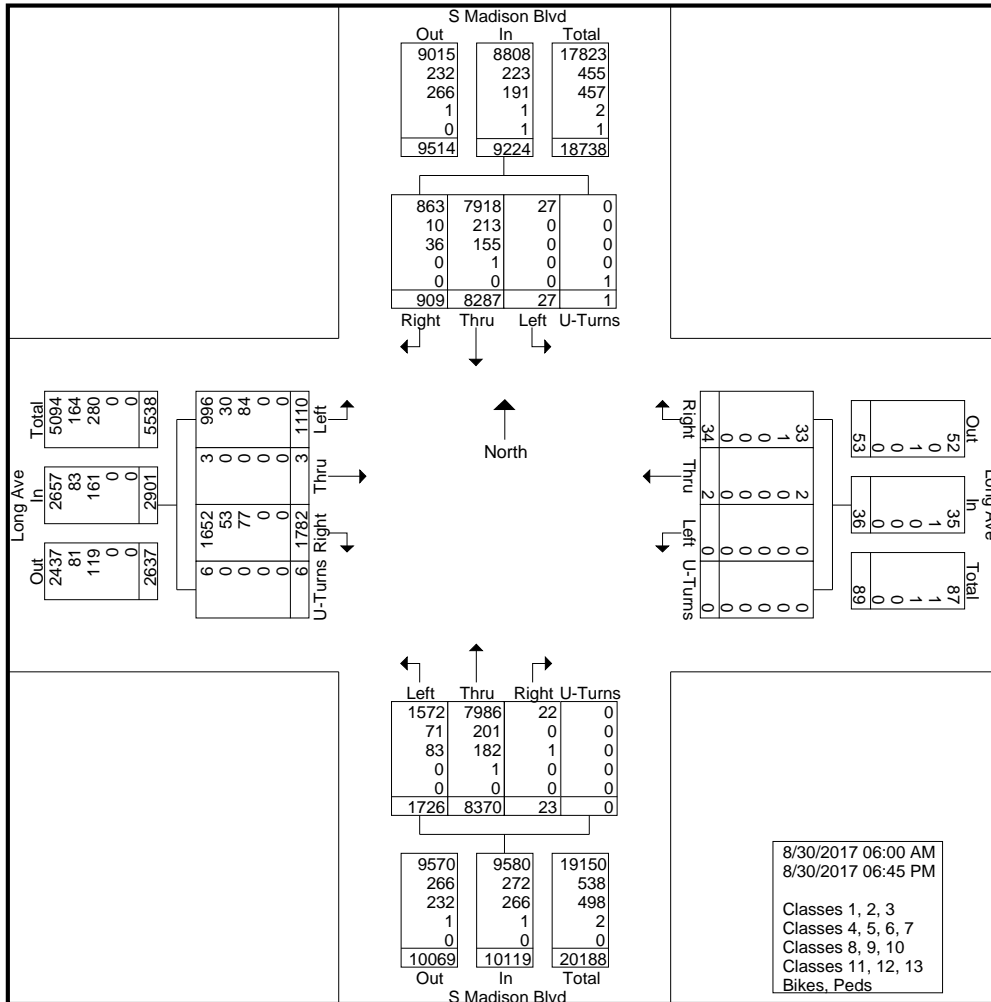 S Madison Blvd
Out In Total
9015 8808 17823
232 223 455
266 191 457
1 1 2
0 1 1
9514 9224 18738
863 7918 27 0
10 213 0 0
36 155 0 0
0 1 0 0
0 0 0 1
909 8287 27 1
Right Thru Left U-Turns
North
Long Ave
Total
5094
164
280
0
0
5538
In
2657
83
161
0
0
2901
Out
2437
81
119
0
0
2637
Left
996
30
84
0
0
1110
Thru
3
0
0
0
0
3
Right
1652
53
77
0
0
1782
U-Turns
6
0
0
0
0
6
Right
33
1
0
0
0
34
Thru
2
0
0
0
0
2
Left
0
0
0
0
0
0
U-Turns
0
0
0
0
0
0
Out
52
0
1
0
0
53
In
35
1
0
0
0
36
Total
87
1
1
0
0
89
Long Ave
Left Thru Right U-Turns
1572 7986 22 0
71 201 0 0
83 182 1 0
0 1 0 0
0 0 0 0
1726 8370 23 0
9570 9580 19150
266 272 538
232 266 498
1 1 2
0 0 0
10069 10119 20188
Out In Total
S Madison Blvd
8/30/2017 06:00 AM
8/30/2017 06:45 PM
Classes 1, 2, 3
Classes 4, 5, 6, 7
Classes 8, 9, 10
Classes 11, 12, 13
Bikes, Peds